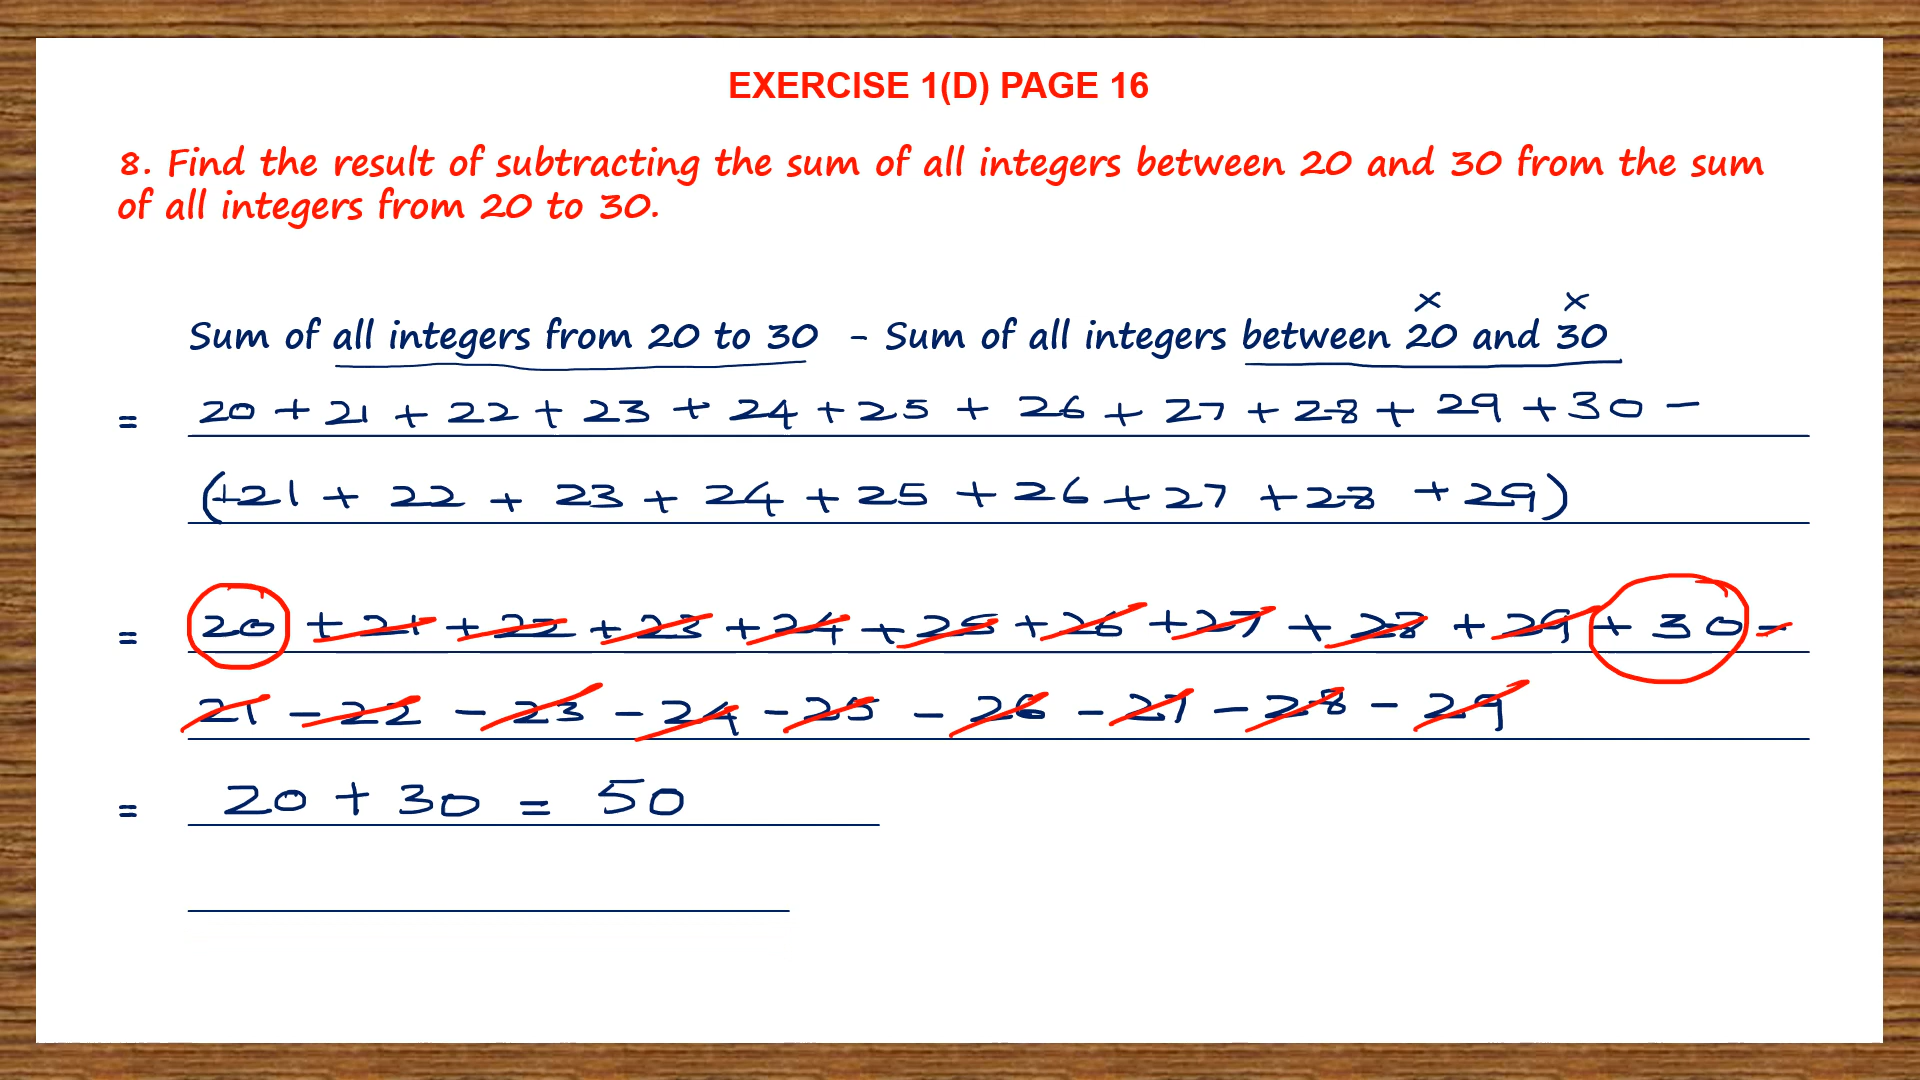 EXERCISE 1(D) PAGE 16
8. Find the result of subtracting the sum of all integers between 20 and 30 from the sum
of all integers from 20 to 30.
x x
Sum of all integers from 20 to 30 - Sum of all integers between 20 and 30
= 20 + 21 + 22 + 23 + 24 + 25 + 26 + 27 + 28 + 29 + 30 -
(+21 + 22 + 23 + 24 + 25 + 26 + 27 + 28 + 29)
= 20 + 21 + 22 + 23 + 24 + 25 + 26 + 27 + 28 + 29 + 30 -
21 - 22 - 23 - 24 - 25 - 26 - 27 - 28 - 29
= 20 + 30 = 50